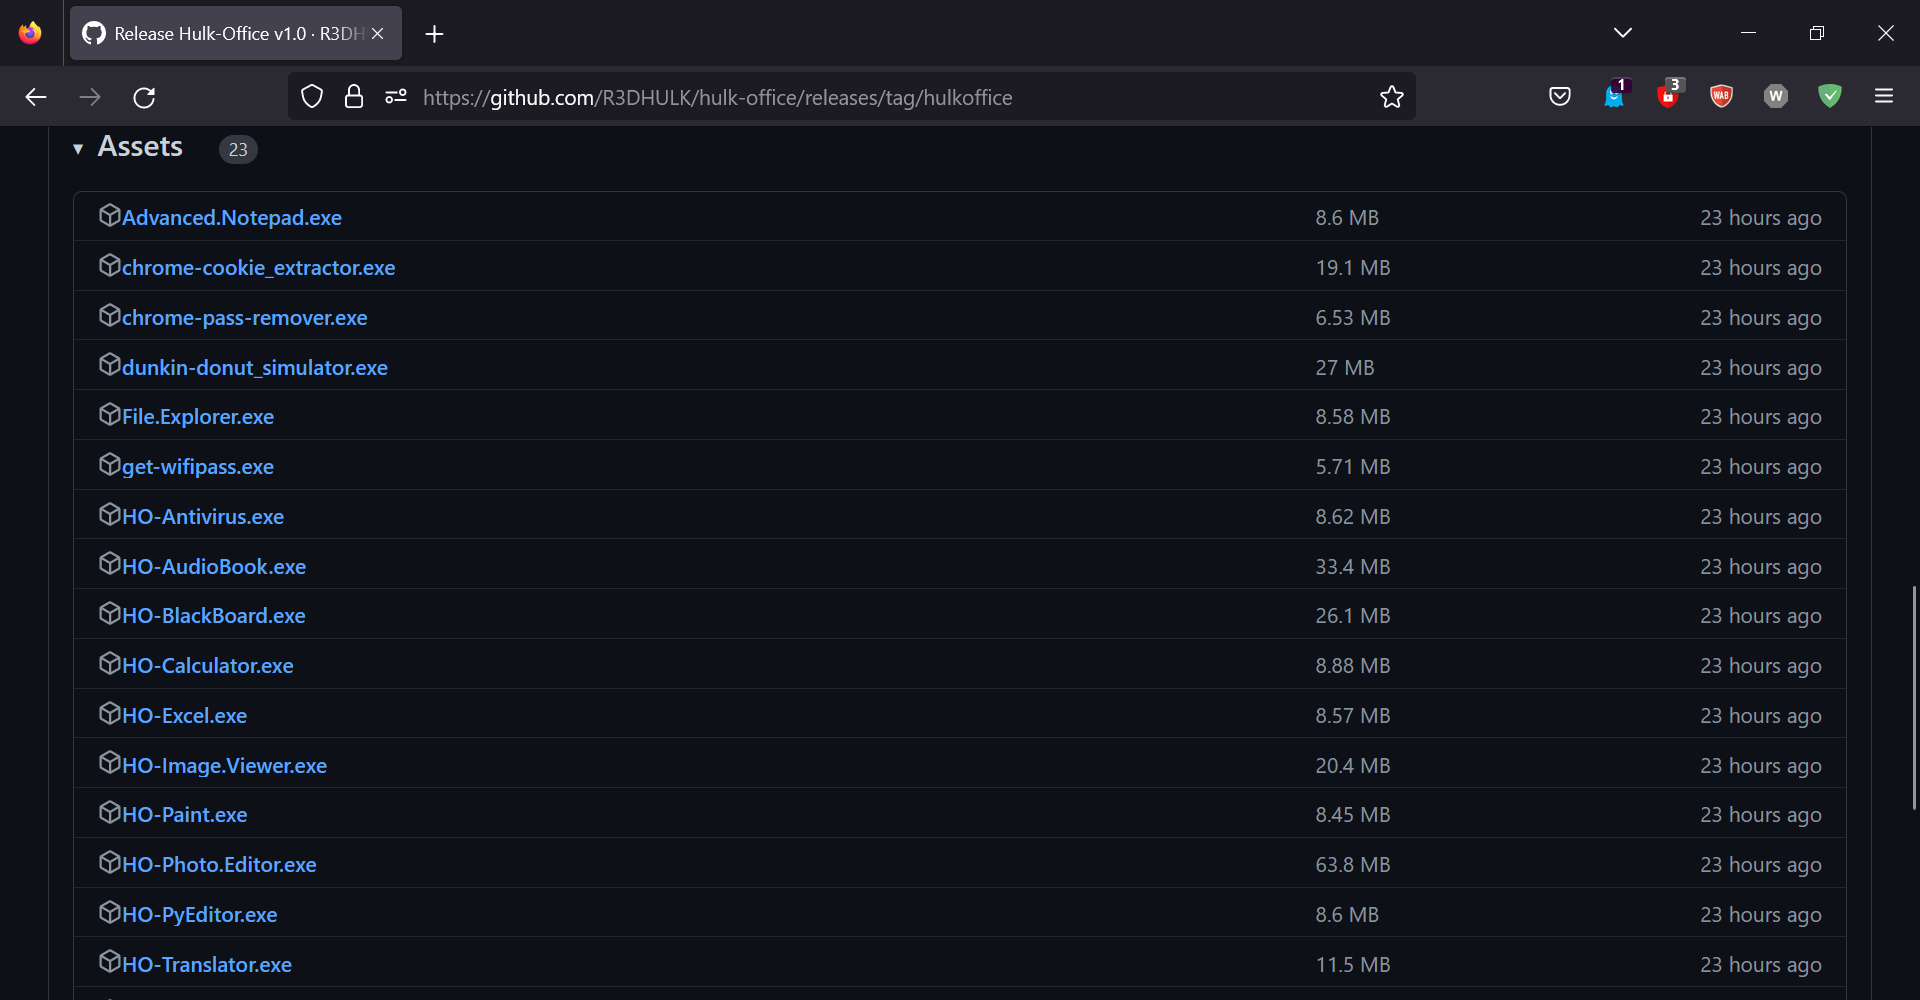 Release Hulk-Office v1.0 · R3DH
https://github.com/R3DHULK/hulk-office/releases/tag/hulkoffice
1
3
WAB
W
Assets 23
Advanced.Notepad.exe 8.6 MB 23 hours ago
chrome-cookie_extractor.exe 19.1 MB 23 hours ago
chrome-pass-remover.exe 6.53 MB 23 hours ago
dunkin-donut_simulator.exe 27 MB 23 hours ago
File.Explorer.exe 8.58 MB 23 hours ago
get-wifipass.exe 5.71 MB 23 hours ago
HO-Antivirus.exe 8.62 MB 23 hours ago
HO-AudioBook.exe 33.4 MB 23 hours ago
HO-BlackBoard.exe 26.1 MB 23 hours ago
HO-Calculator.exe 8.88 MB 23 hours ago
HO-Excel.exe 8.57 MB 23 hours ago
HO-Image.Viewer.exe 20.4 MB 23 hours ago
HO-Paint.exe 8.45 MB 23 hours ago
HO-Photo.Editor.exe 63.8 MB 23 hours ago
HO-PyEditor.exe 8.6 MB 23 hours ago
HO-Translator.exe 11.5 MB 23 hours ago